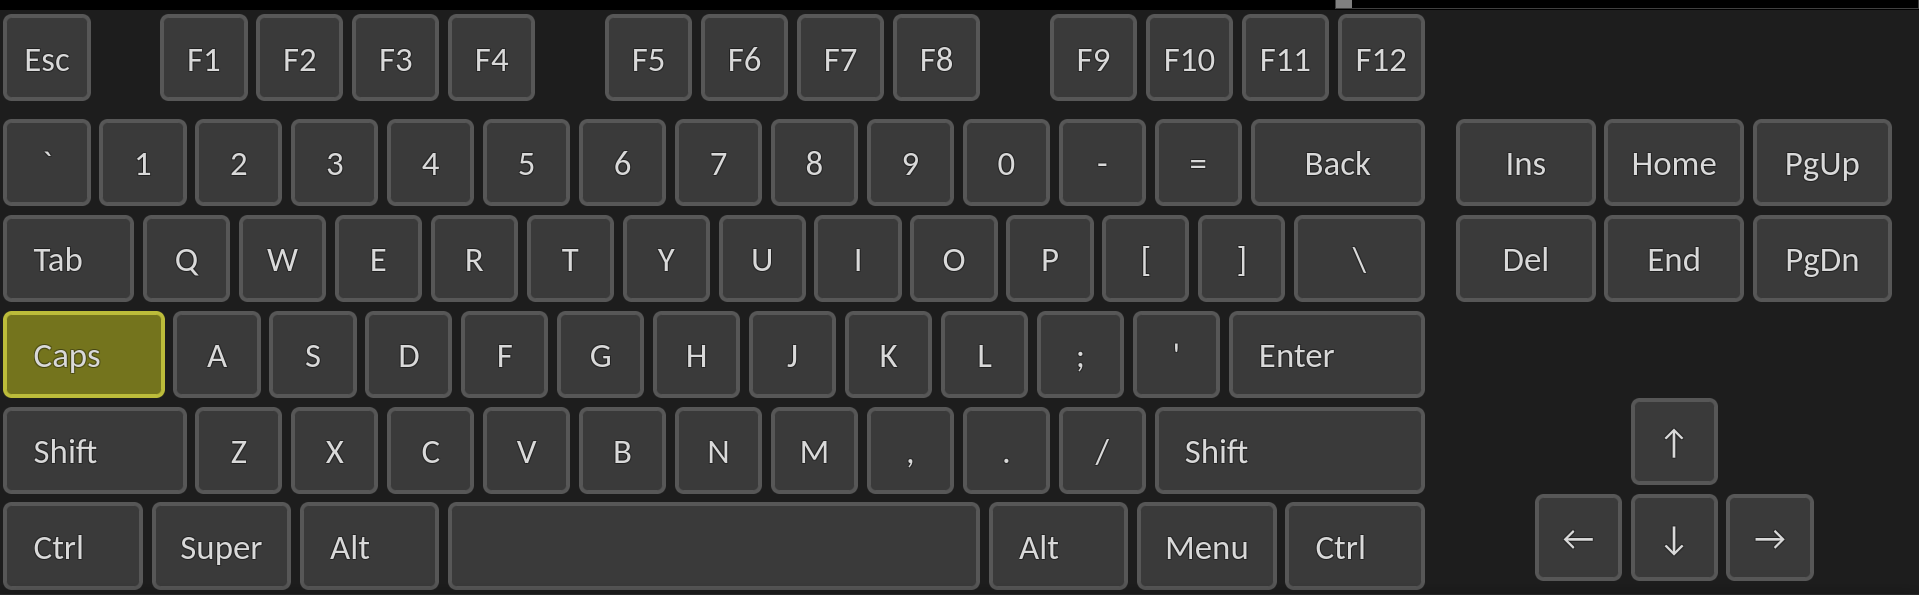 Esc F1 F2 F3 F4 F5 F6 F7 F8 F9 F10 F11 F12
` 1 2 3 4 5 6 7 8 9 0 - = Back Ins Home PgUp
Tab Q W E R T Y U I O P [ ] \ Del End PgDn
Caps A S D F G H J K L ; ' Enter
Shift Z X C V B N M , . / Shift ↑
Ctrl Super Alt Alt Menu Ctrl ← ↓ →